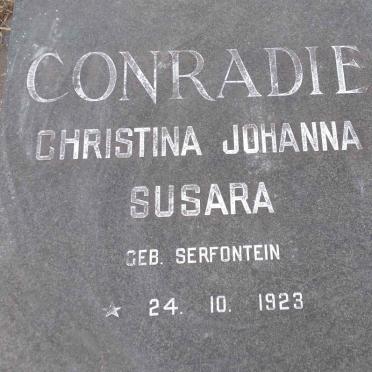 CONRADIE
CHRISTINA JOHANNA
SUSARA
GEB. SERFONTEIN
☆ 24. 10. 1923